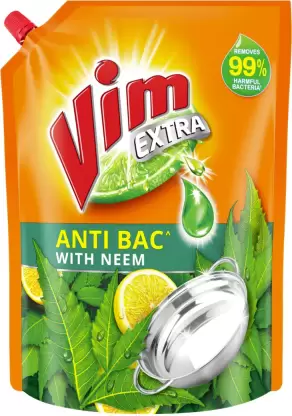 REMOVES
99%
HARMFUL
BACTERIA^
Vim
EXTRA
ANTI BAC^
WITH NEEM